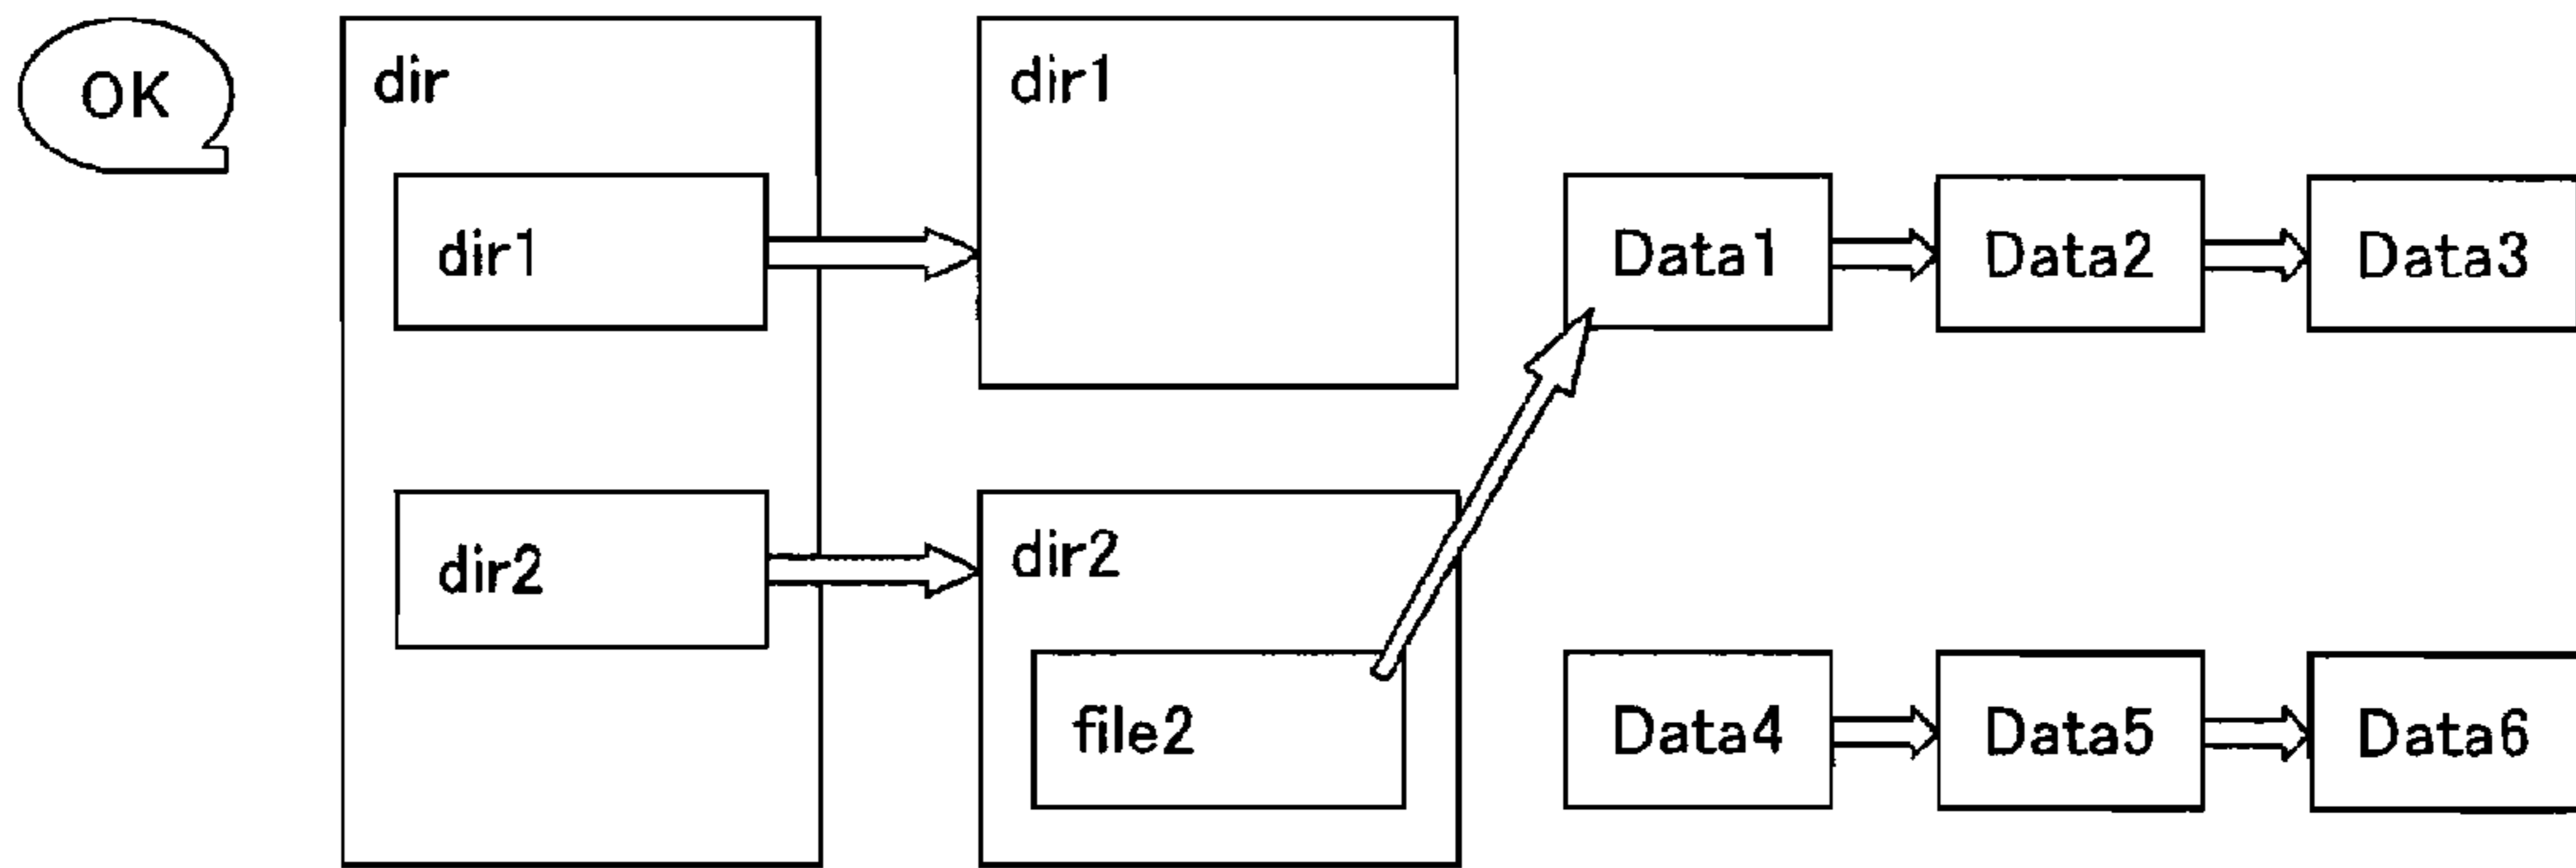 OK
dir
dir1
dir2
dir1
dir2
file2
Data1
Data2
Data3
Data4
Data5
Data6